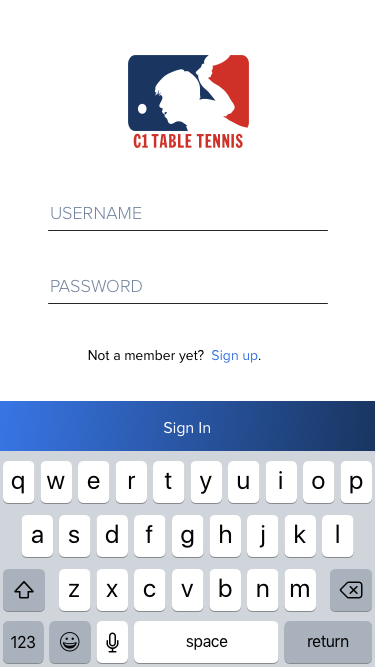 C1 TABLE TENNIS
USERNAME
PASSWORD
Not a member yet? Sign up.
Sign In
q w e r t y u i o p
a s d f g h j k l
z x c v b n m
123 space return